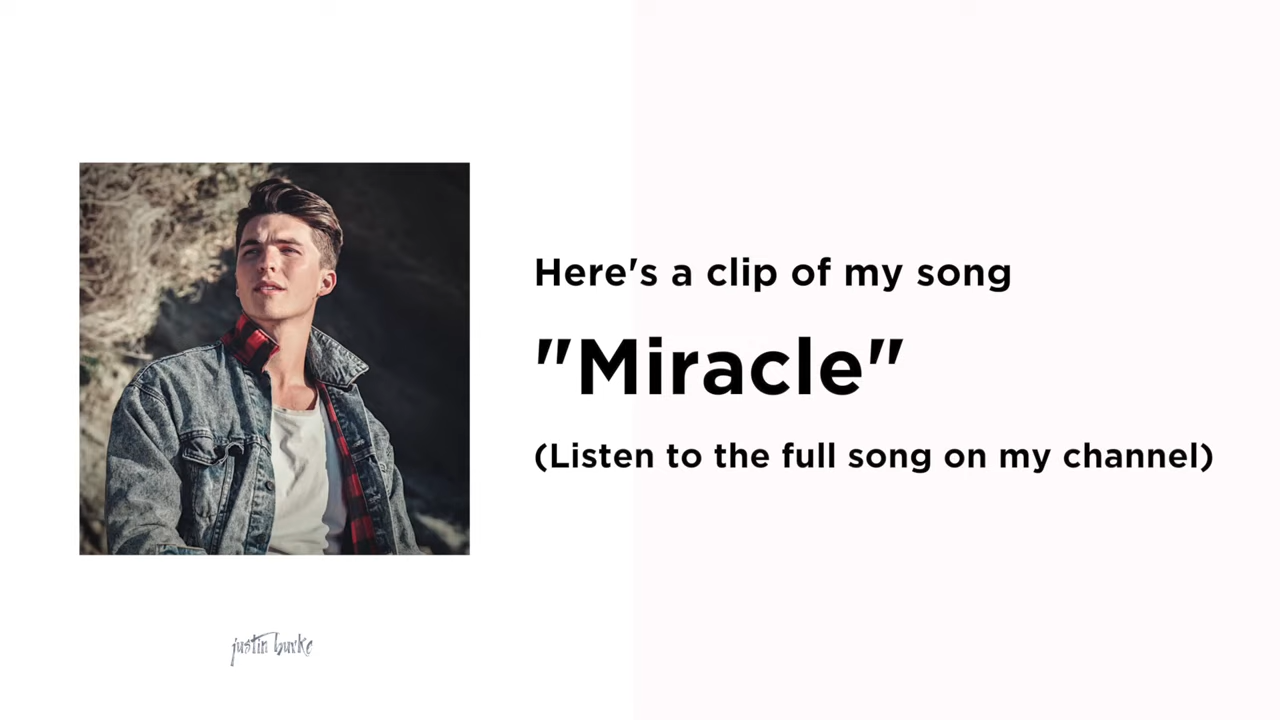 Here's a clip of my song
"Miracle"
(Listen to the full song on my channel)
justin burke